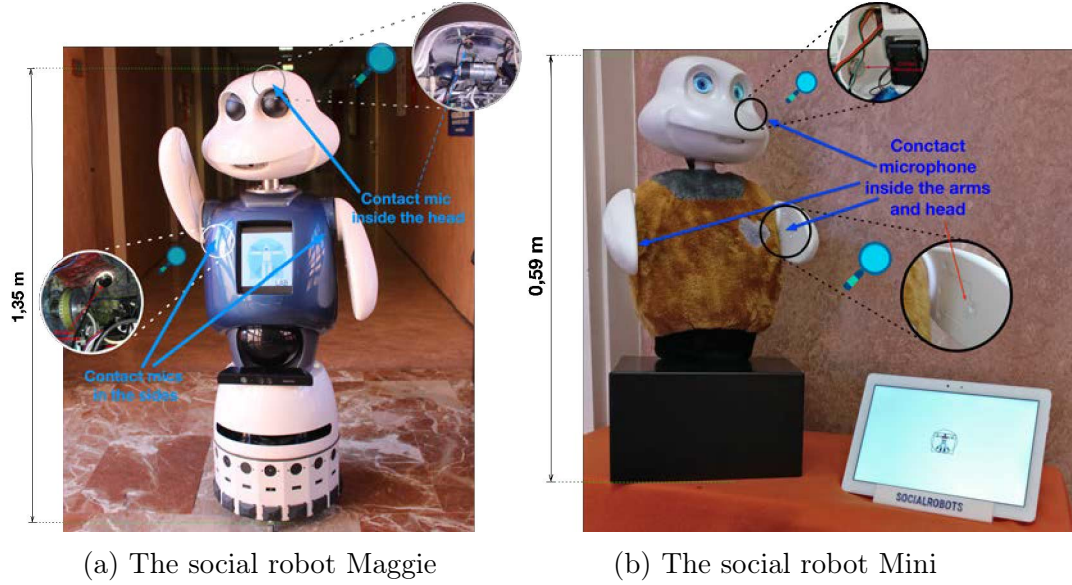 1,35 m
Contact mic
inside the head
LAB
Contact mics
in the sides
(a) The social robot Maggie
0,59 m
Conctact
microphone
inside the arms
and head
SOCIALROBOTS
(b) The social robot Mini